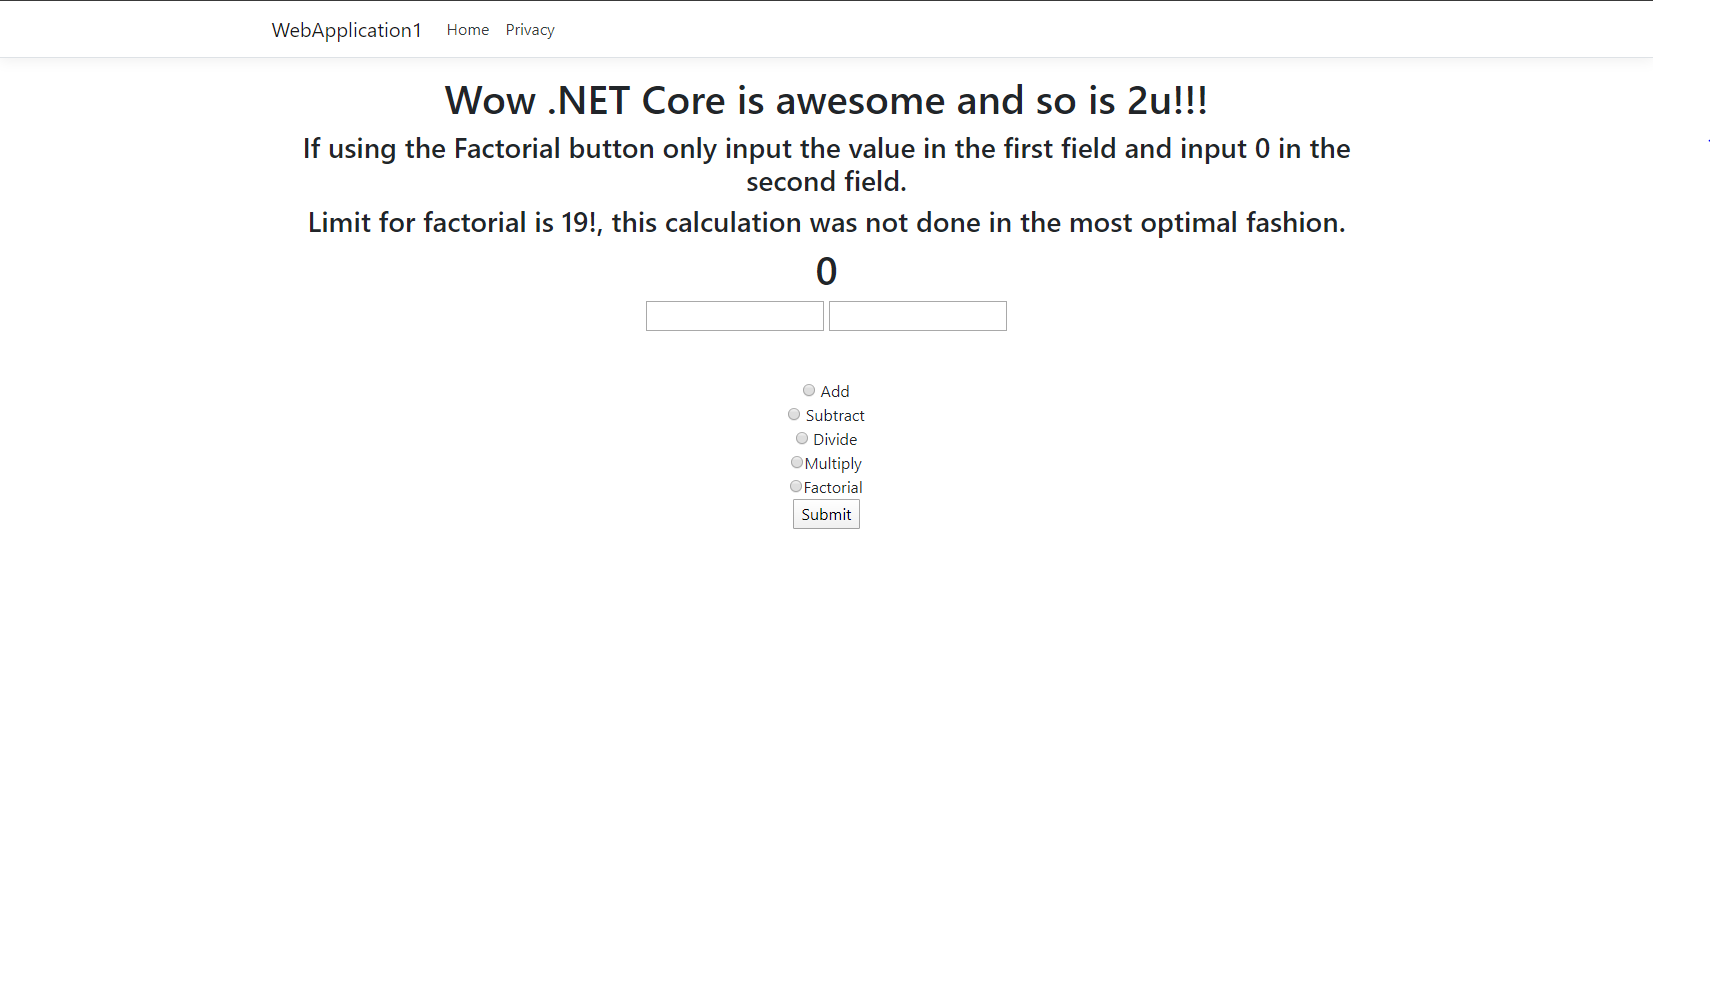 WebApplication1 Home Privacy
Wow .NET Core is awesome and so is 2u!!!
If using the Factorial button only input the value in the first field and input 0 in the
second field.
Limit for factorial is 19!, this calculation was not done in the most optimal fashion.
0
Add
Subtract
Divide
Multiply
Factorial
Submit